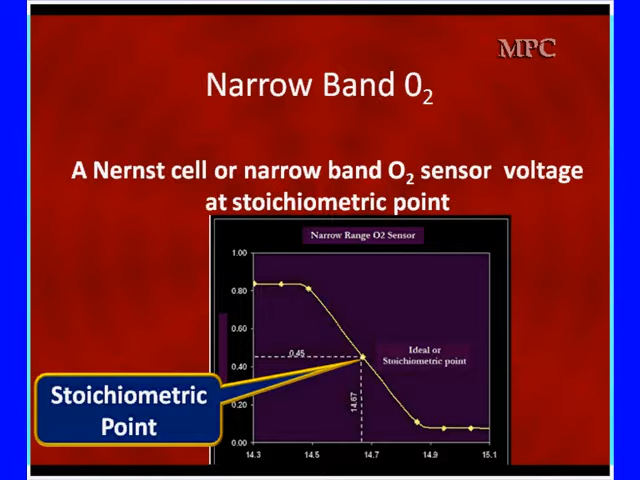 MPC
Narrow Band 0₂
A Nernst cell or narrow band O₂ sensor voltage
at stoichiometric point
Narrow Range O2 Sensor
1.00
0.80
0.60
0.40
0.20
0.00
0.45
Ideal or
Stoichiometric point
14.67
Stoichiometric
Point
14.3 14.5 14.7 14.9 15.1